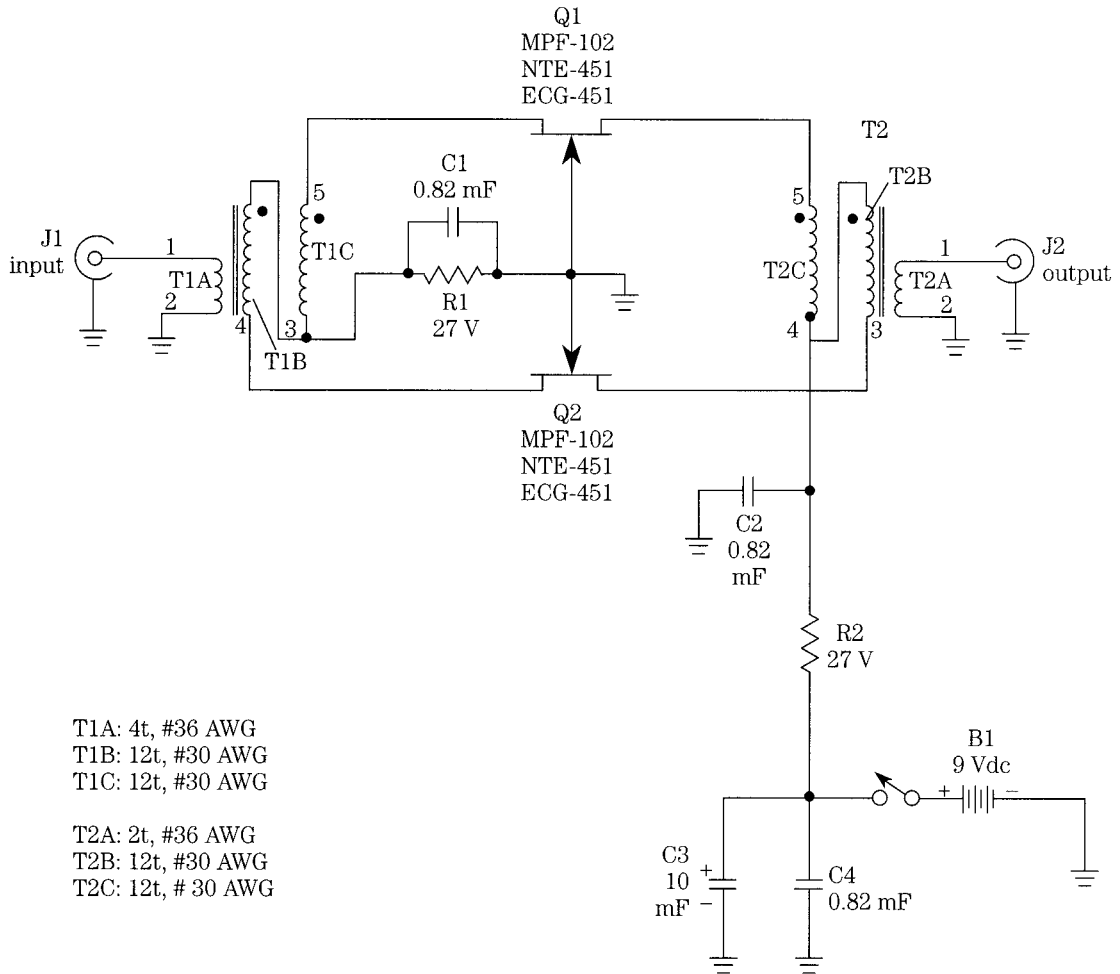 Q1
MPF-102
NTE-451
ECG-451
T2
C1
0.82 mF
T2B
5
5
J1
input
1
T1C
T2C
1
J2
output
T1A
T2A
2
R1
27 V
2
4
3
4
3
T1B
Q2
MPF-102
NTE-451
ECG-451
C2
0.82
mF
R2
27 V
T1A: 4t, #36 AWG
T1B: 12t, #30 AWG
T1C: 12t, #30 AWG
B1
9 Vdc
+
−
T2A: 2t, #36 AWG
T2B: 12t, #30 AWG
T2C: 12t, # 30 AWG
C3
10
mF
+
−
C4
0.82 mF